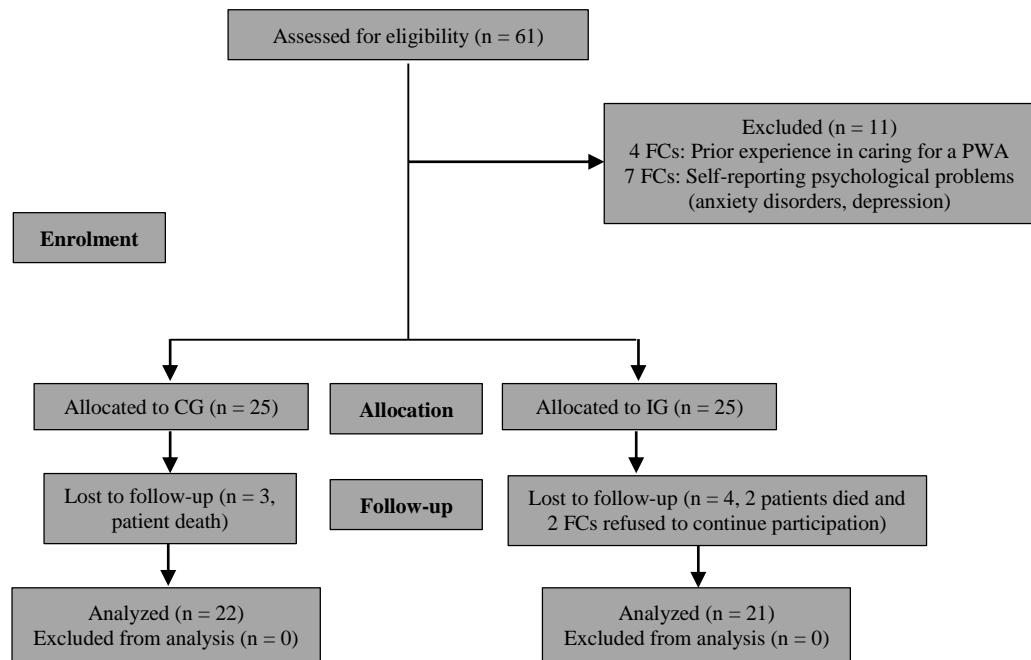 Assessed for eligibility (n = 61)
Excluded (n = 11)
4 FCs: Prior experience in caring for a PWA
7 FCs: Self-reporting psychological problems
(anxiety disorders, depression)
Enrolment
Allocated to CG (n = 25)
Allocation
Allocated to IG (n = 25)
Lost to follow-up (n = 3,
patient death)
Follow-up
Lost to follow-up (n = 4, 2 patients died and
2 FCs refused to continue participation)
Analyzed (n = 22)
Excluded from analysis (n = 0)
Analyzed (n = 21)
Excluded from analysis (n = 0)